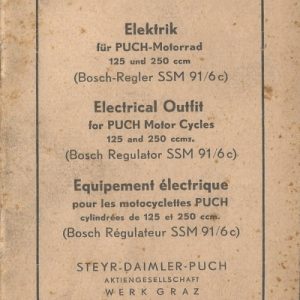 Elektrik
für PUCH-Motorrad
125 und 250 ccm
(Bosch-Regler SSM 91/6c)
Electrical Outfit
for PUCH Motor Cycles
125 and 250 ccms.
(Bosch Regulator SSM 91/6c)
Equipement électrique
pour les motocyclettes PUCH
cylindrées de 125 et 250 ccm.
(Bosch Régulateur SSM 91/6c)
STEYR-DAIMLER-PUCH
AKTIENGESELLSCHAFT
WERK GRAZ